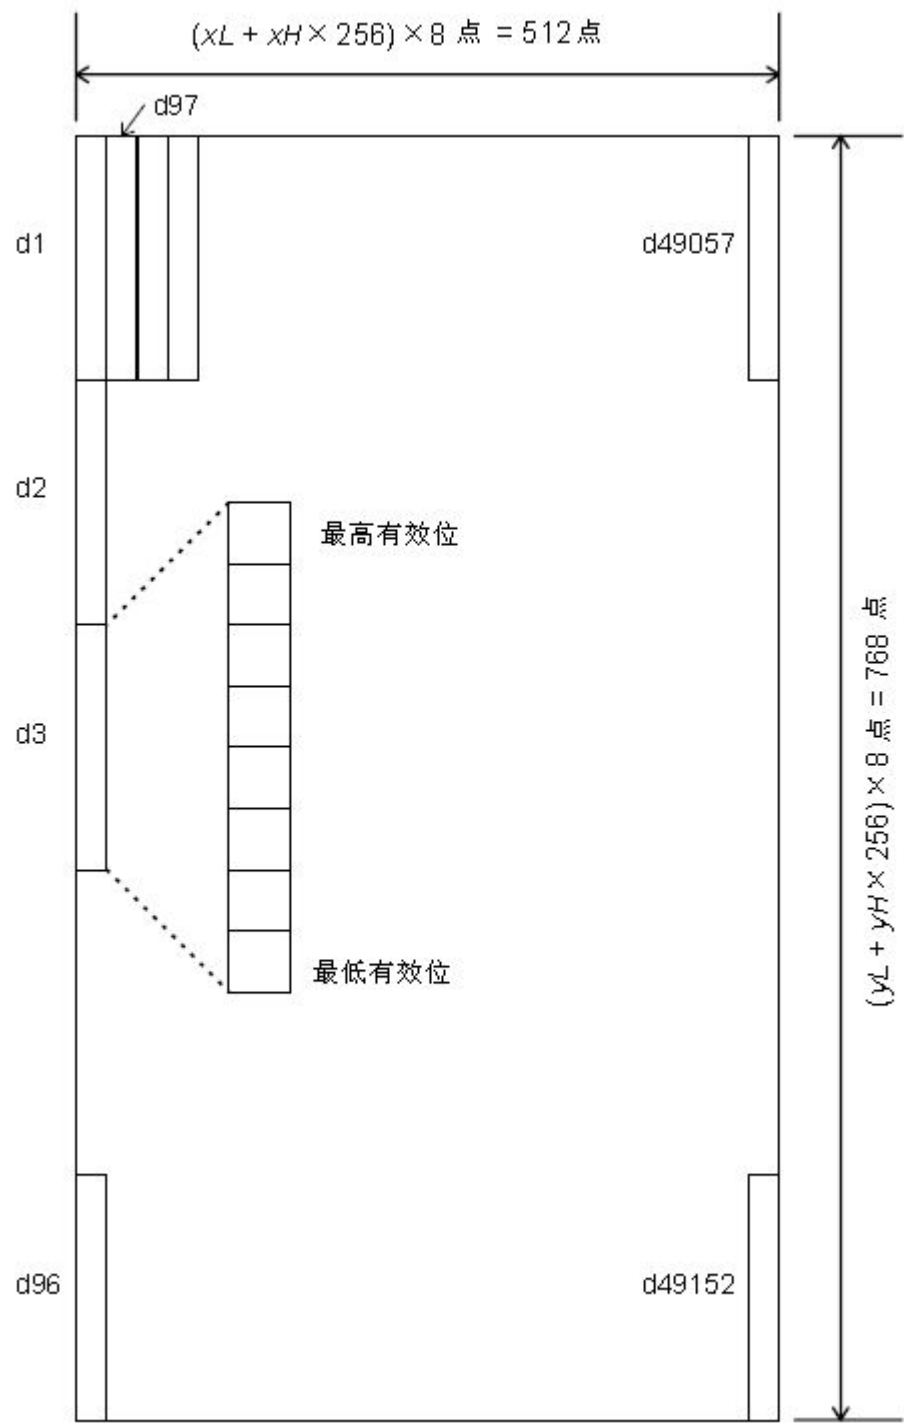 (xL + xH × 256) × 8 点 = 512点
d97
d1
d49057
d2
最高有效位
d3
(yL + yH × 256) × 8 点 = 768 点
最低有效位
d96
d49152